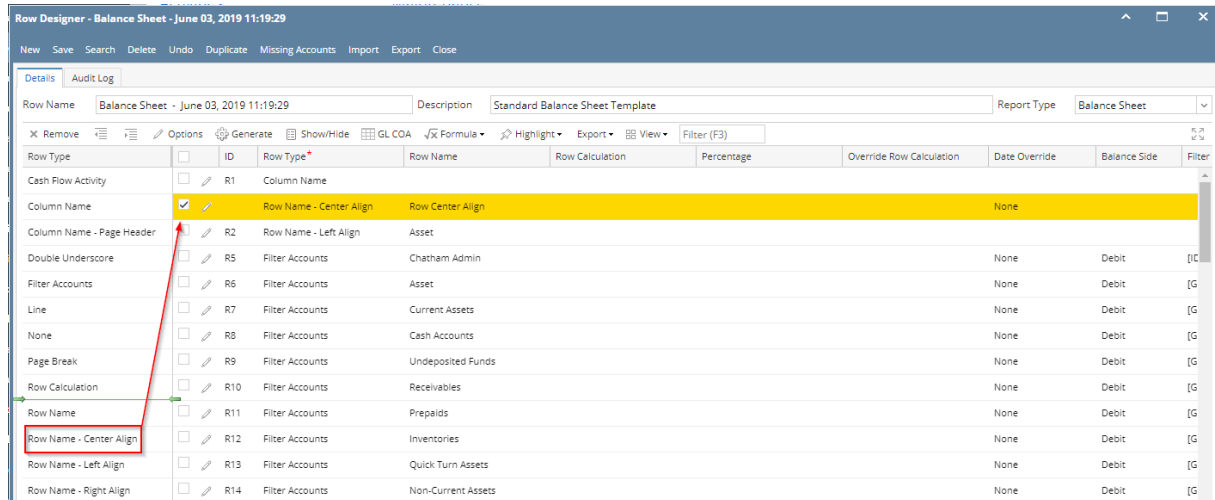 Row Designer - Balance Sheet - June 03, 2019 11:19:29
New Save Search Delete Undo Duplicate Missing Accounts Import Export Close
Details Audit Log
Row Name Balance Sheet - June 03, 2019 11:19:29 Description Standard Balance Sheet Template Report Type Balance Sheet
Remove Options Generate Show/Hide GL COA Formula Highlight Export View Filter (F3)
Row Type ID Row Type* Row Name Row Calculation Percentage Override Row Calculation Date Override Balance Side Filter
Cash Flow Activity R1 Column Name
Column Name Row Name - Center Align Row Center Align None
Column Name - Page Header R2 Row Name - Left Align Asset
Double Underscore R5 Filter Accounts Chatham Admin None Debit [ID
Filter Accounts R6 Filter Accounts Asset None Debit [G
Line R7 Filter Accounts Current Assets None Debit [G
None R8 Filter Accounts Cash Accounts None Debit [G
Page Break R9 Filter Accounts Undeposited Funds None Debit [G
Row Calculation R10 Filter Accounts Receivables None Debit [G
Row Name R11 Filter Accounts Prepaids None Debit [G
Row Name - Center Align R12 Filter Accounts Inventories None Debit [G
Row Name - Left Align R13 Filter Accounts Quick Turn Assets None Debit [G
Row Name - Right Align R14 Filter Accounts Non-Current Assets None Debit [G